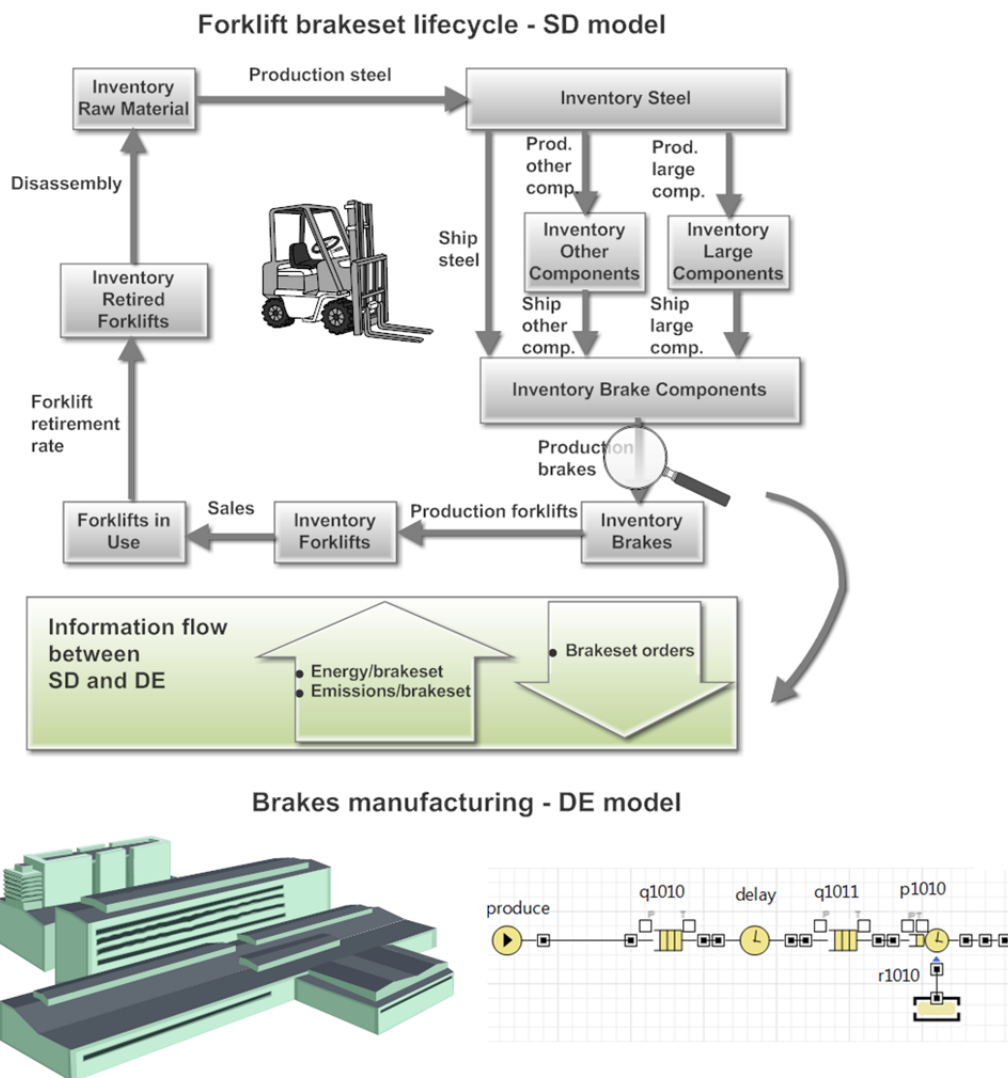 Forklift brakeset lifecycle - SD model
Production steel
Inventory
Raw Material
Inventory Steel
Disassembly
Prod.
other
comp.
Prod.
large
comp.
Ship
steel
Inventory
Other
Components
Inventory
Large
Components
Inventory
Retired
Forklifts
Ship
other
comp.
Ship
large
comp.
Inventory Brake Components
Forklift
retirement
rate
Production
brakes
Forklifts in
Use
Sales
Inventory
Forklifts
Production forklifts
Inventory
Brakes
Information flow
between
SD and DE
• Energy/brakeset
• Emissions/brakeset
• Brakeset orders
Brakes manufacturing - DE model
produce
q1010
delay
q1011
p1010
P
T
P
T
PT
r1010